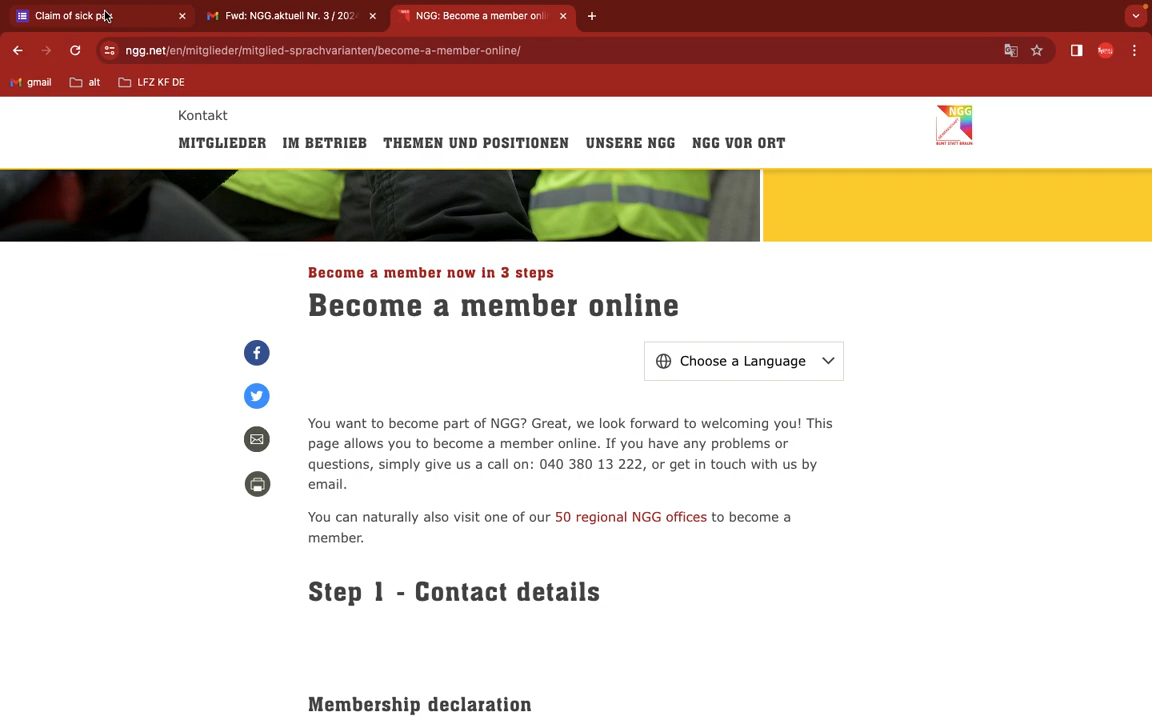 Claim of sick pay
Fwd: NGG.aktuell Nr. 3 / 2024
NGG: Become a member onli
ngg.net/en/mitglieder/mitglied-sprachvarianten/become-a-member-online/
gmail
alt
LFZ KF DE
Kontakt
MITGLIEDER
IM BETRIEB
THEMEN UND POSITIONEN
UNSERE NGG
NGG VOR ORT
NGG
BUNT STATT BRAUN
Become a member now in 3 steps
Become a member online
Choose a Language
You want to become part of NGG? Great, we look forward to welcoming you! This
page allows you to become a member online. If you have any problems or
questions, simply give us a call on: 040 380 13 222, or get in touch with us by
email.
You can naturally also visit one of our 50 regional NGG offices to become a
member.
Step 1 - Contact details
Membership declaration